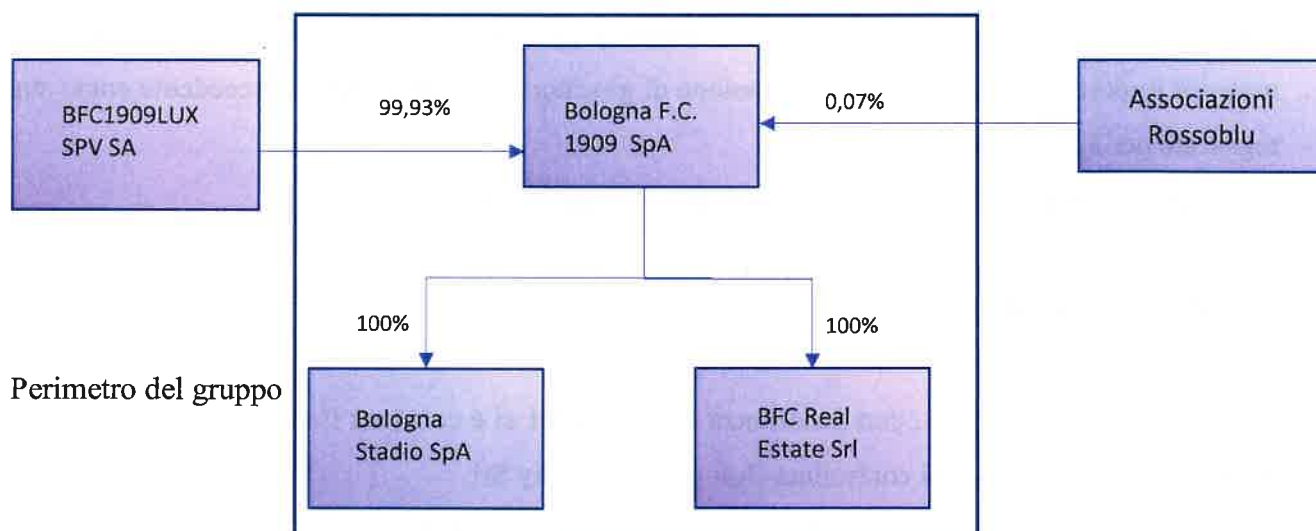 BFC1909LUX
SPV SA
99,93%
Bologna F.C.
1909 SpA
0,07%
Associazioni
Rossoblu
100%
100%
Perimetro del gruppo
Bologna
Stadio SpA
BFC Real
Estate Srl